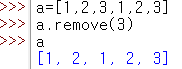 >>> a=[1,2,3,1,2,3]
>>> a.remove(3)
>>> a
[1, 2, 1, 2, 3]